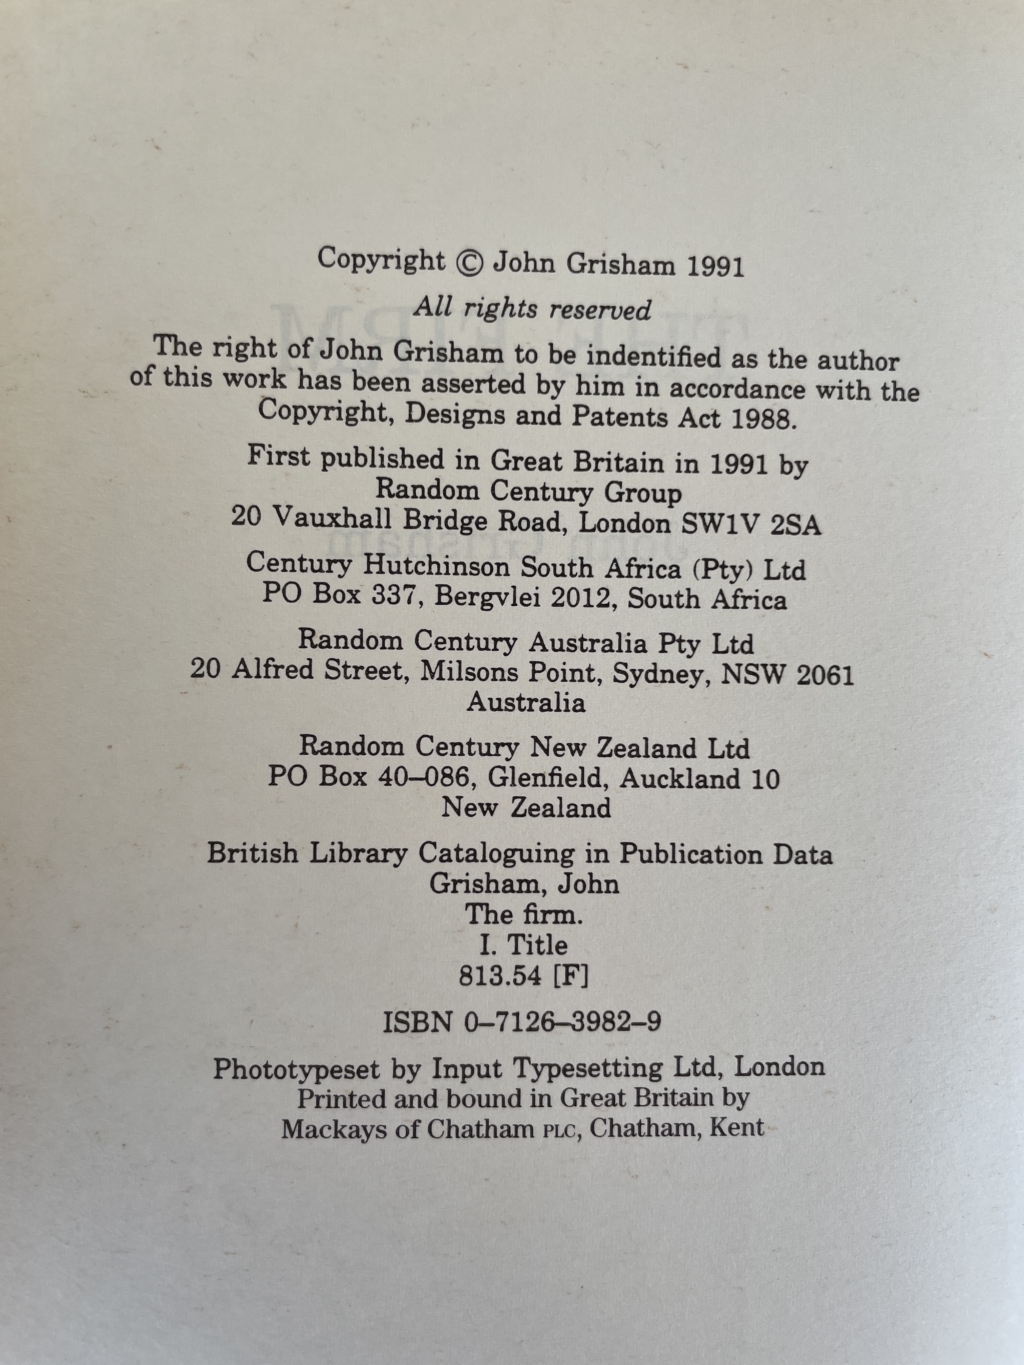 Copyright © John Grisham 1991
All rights reserved
The right of John Grisham to be indentified as the author
of this work has been asserted by him in accordance with the
Copyright, Designs and Patents Act 1988.
First published in Great Britain in 1991 by
Random Century Group
20 Vauxhall Bridge Road, London SW1V 2SA
Century Hutchinson South Africa (Pty) Ltd
PO Box 337, Bergvlei 2012, South Africa
Random Century Australia Pty Ltd
20 Alfred Street, Milsons Point, Sydney, NSW 2061
Australia
Random Century New Zealand Ltd
PO Box 40–086, Glenfield, Auckland 10
New Zealand
British Library Cataloguing in Publication Data
Grisham, John
The firm.
I. Title
813.54 [F]
ISBN 0–7126–3982–9
Phototypeset by Input Typesetting Ltd, London
Printed and bound in Great Britain by
Mackays of Chatham PLC, Chatham, Kent